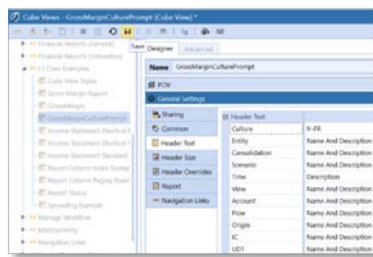 Cube Views - GrossMarginCulturePrompt (Cube View) *
Save
Financial Reports (General)
Financial Reports (Simulation)
L1 Class Examples
Cube View Styles
Gross Margin Report
GrossMargin
GrossMarginCulturePrompt
Income Statement Shortcut
Income Statement Shortcut
Income Statement Standard
Report Column Index Examp
Report Column Paging Exam
Report Status
Spreading Example
Manage Workflow
Multicurrency
Navigation Links
Designer Advanced
Name GrossMarginCulturePrompt
POV
General Settings
Sharing
Common
Header Text
Header Size
Header Overrides
Report
Navigation Links
Header Text
Culture fr-FR
Entity Name And Description
Consolidation Name And Description
Scenario Name And Description
Time Description
View Name And Description
Account Name And Description
Flow Name And Description
Origin Name And Description
IC Name And Description
UD1 Name And Description